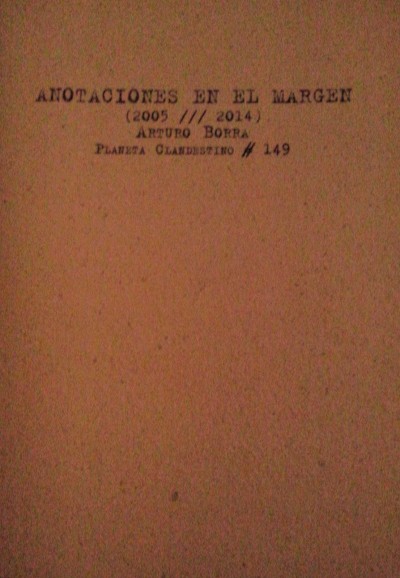 ANOTACIONES EN EL MARGEN
(2005 /// 2014)
ARTURO BORRA
PLANETA CLANDESTINO // 149